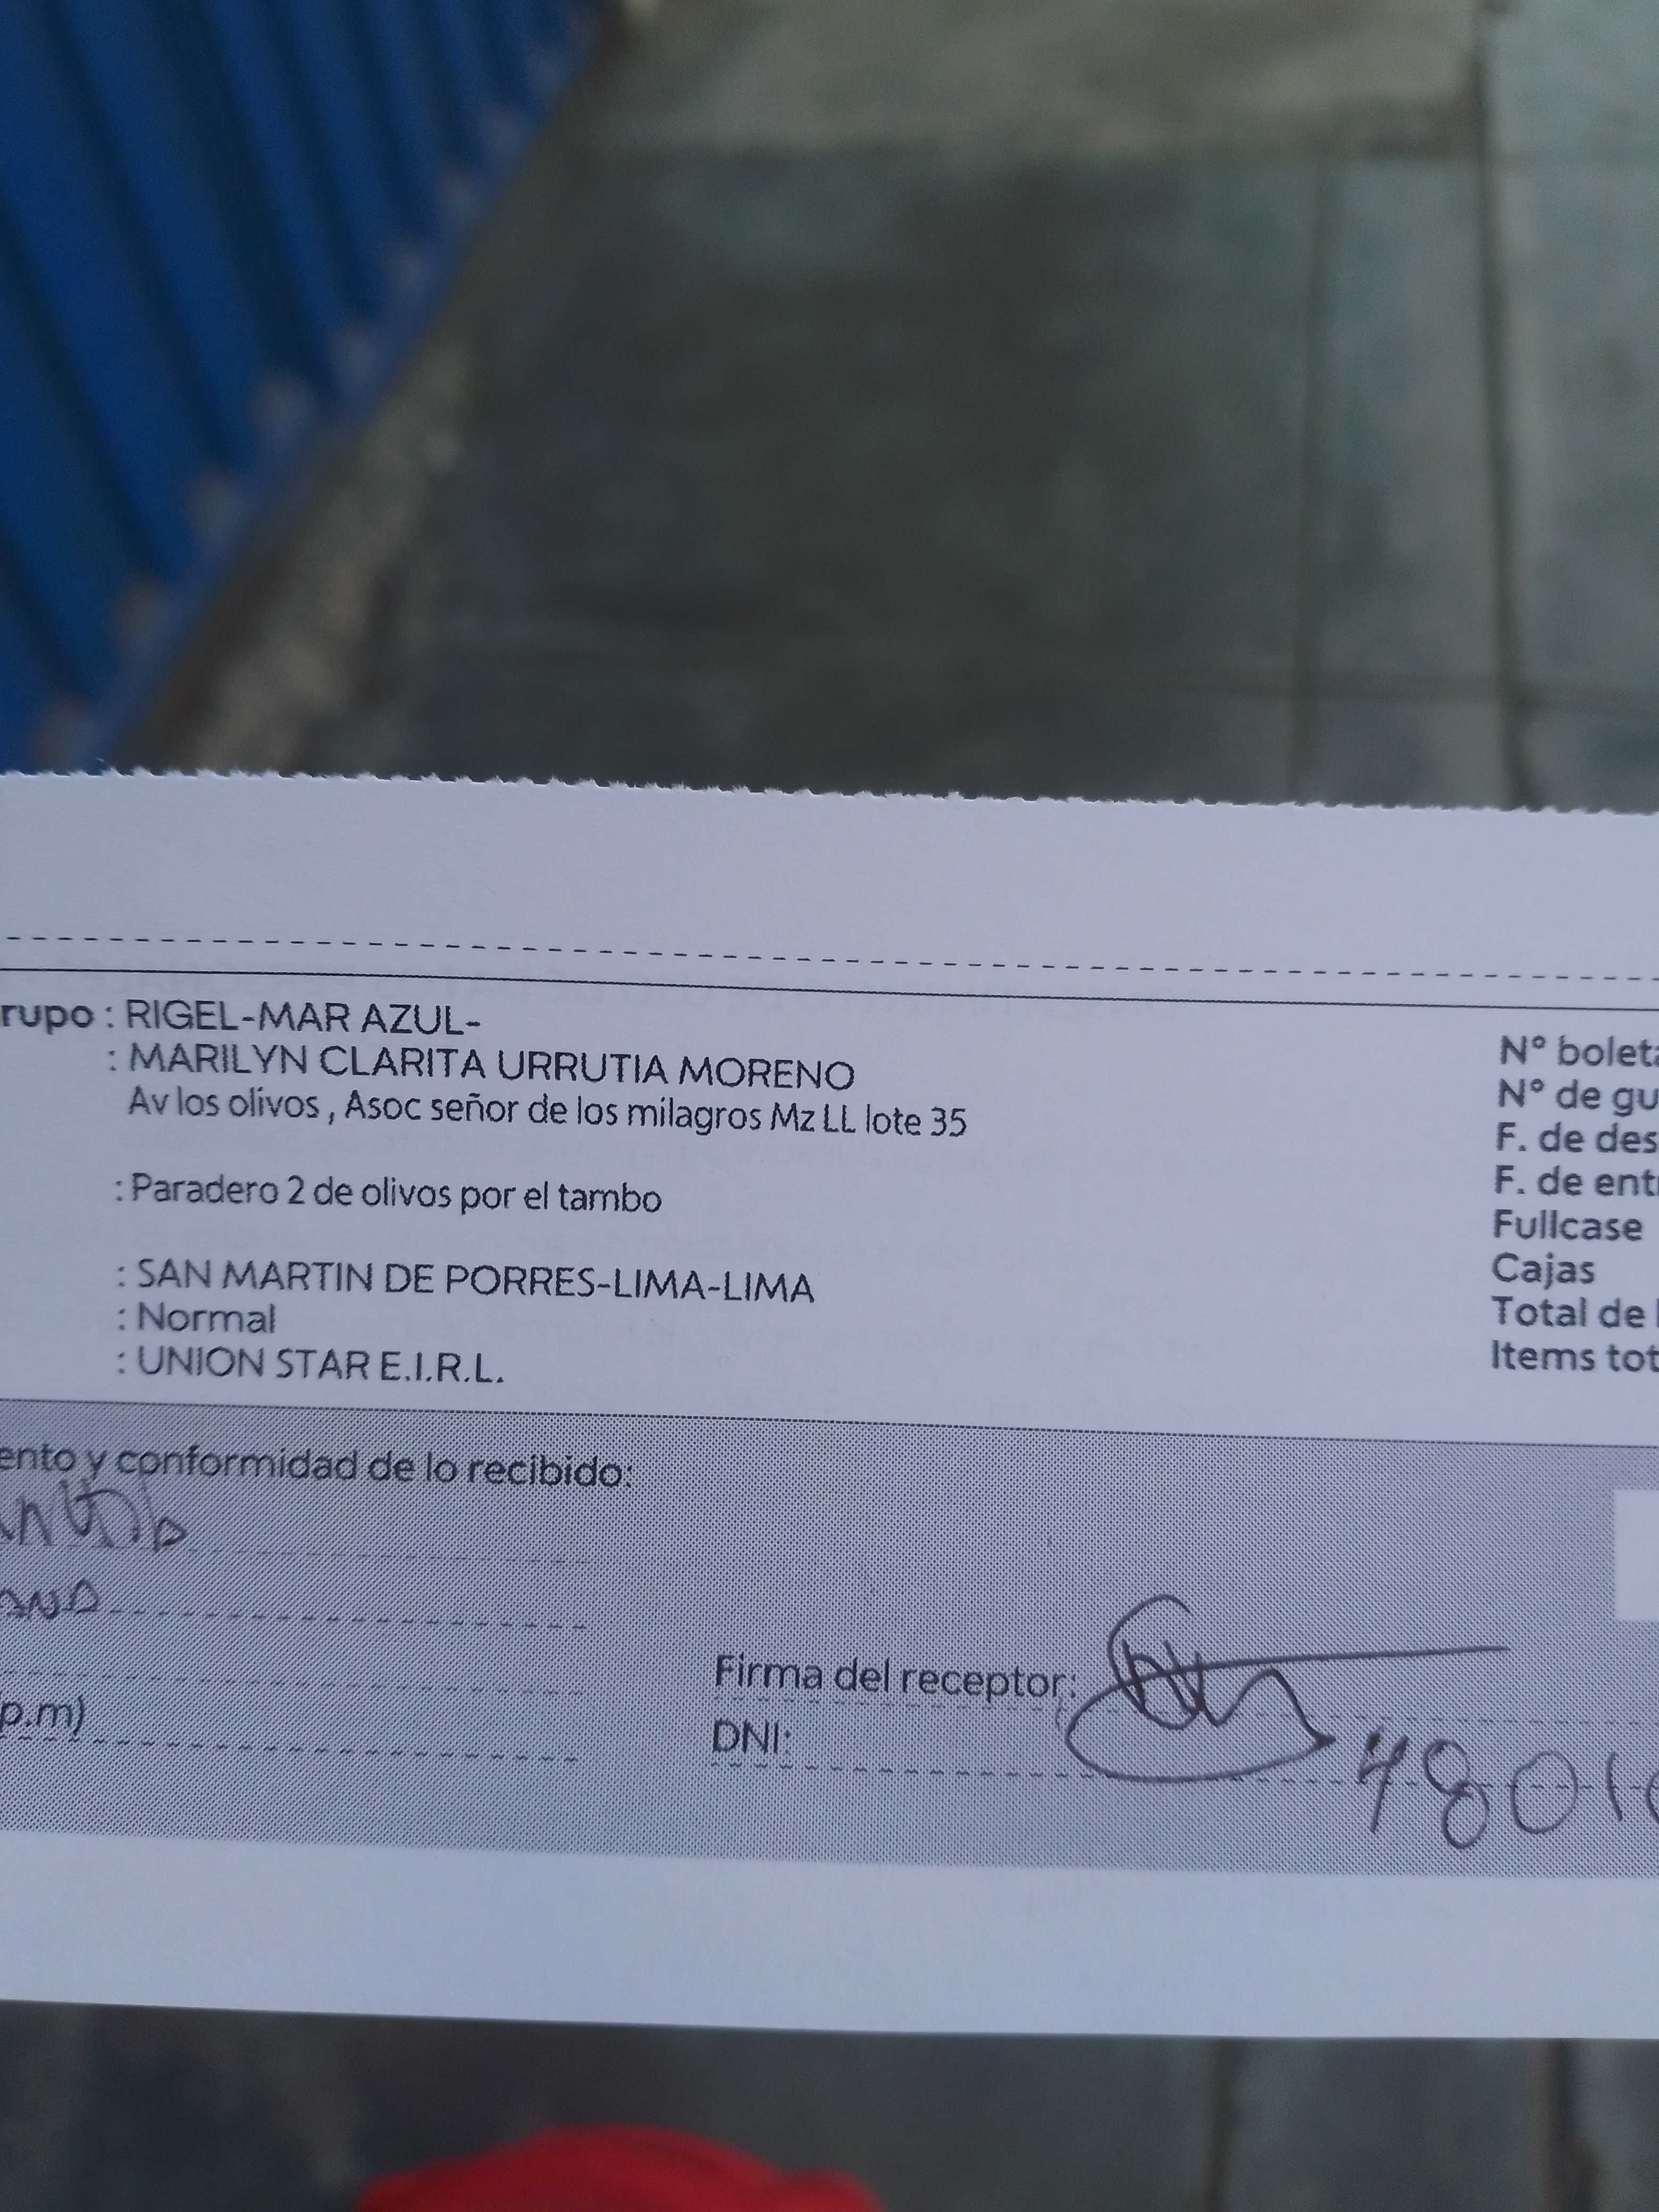 rupo : RIGEL-MAR AZUL-
: MARILYN CLARITA URRUTIA MORENO
Av los olivos , Asoc señor de los milagros Mz LL lote 35
: Paradero 2 de olivos por el tambo
: SAN MARTIN DE PORRES-LIMA-LIMA
: Normal
: UNION STAR E.I.R.L.
N° boleta
N° de gu
F. de des
F. de ent
Fullcase
Cajas
Total de
Items tot
ento y conformidad de lo recibido:
p.m)
Firma del receptor:
DNI:
4801